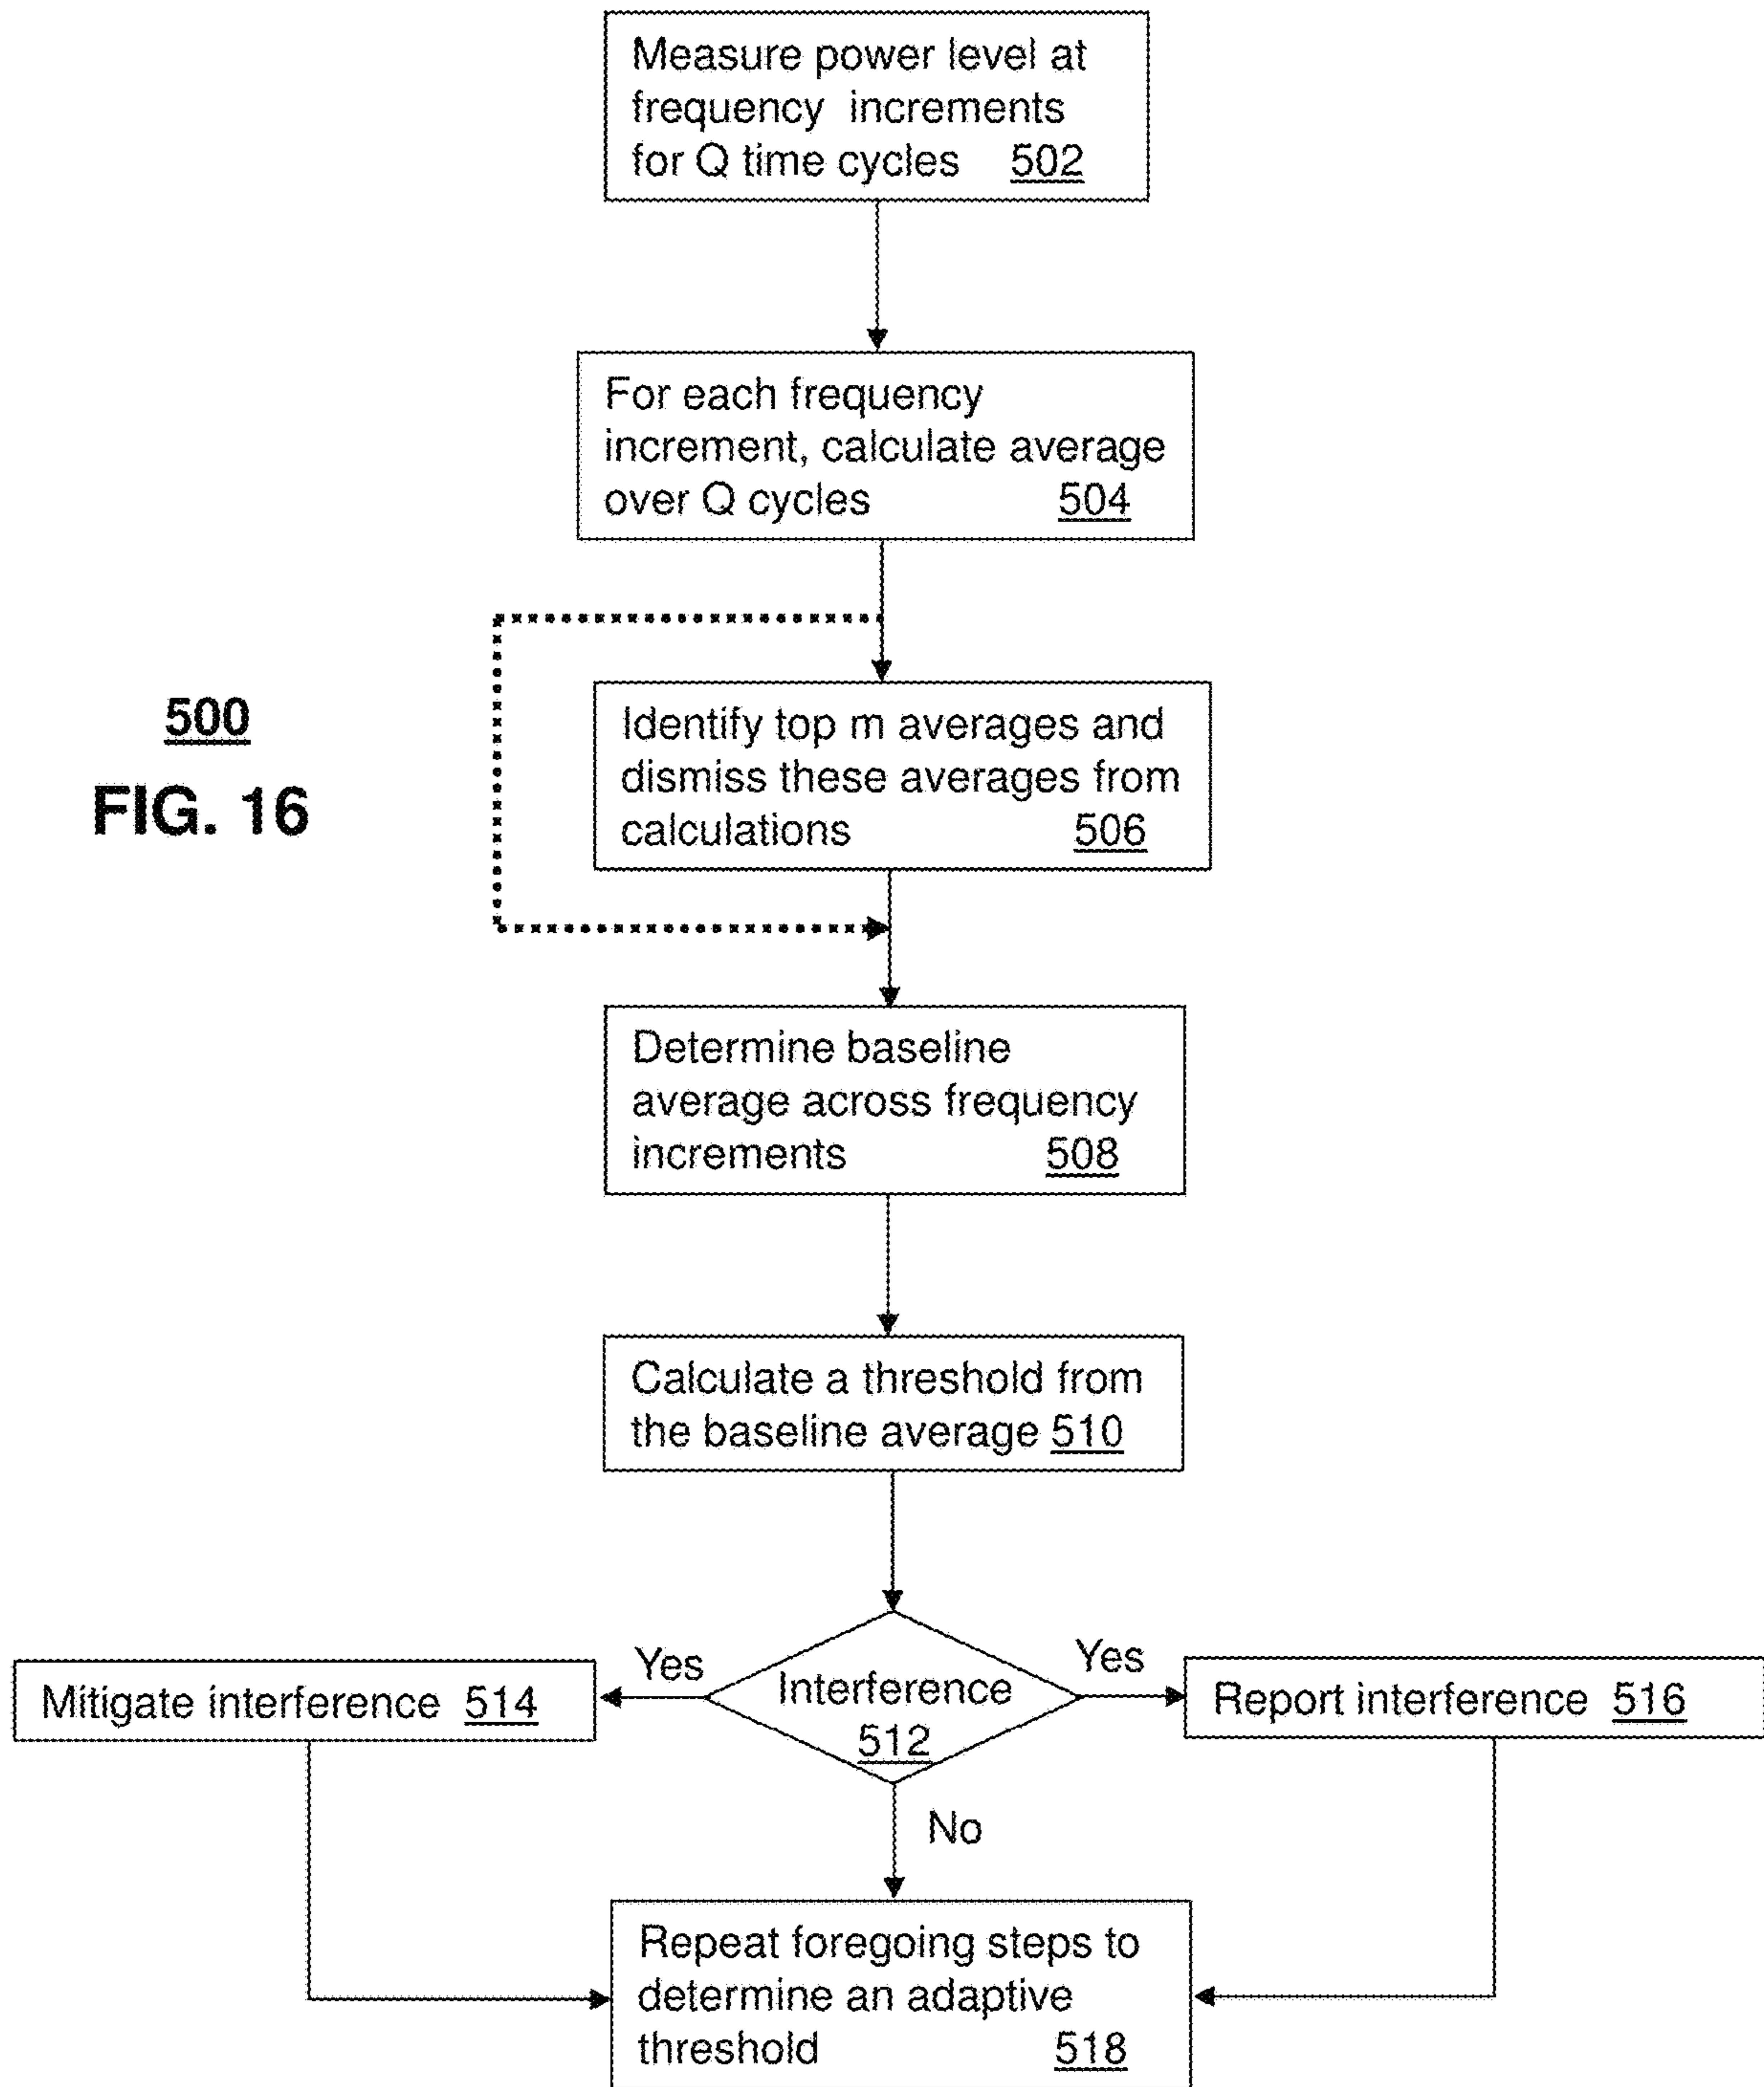 Measure power level at
frequency increments
for Q time cycles 502
For each frequency
increment, calculate average
over Q cycles 504
500
FIG. 16
Identify top m averages and
dismiss these averages from
calculations 506
Determine baseline
average across frequency
increments 508
Calculate a threshold from
the baseline average 510
Yes
Yes
Mitigate interference 514
Interference
512
Report interference 516
No
Repeat foregoing steps to
determine an adaptive
threshold 518